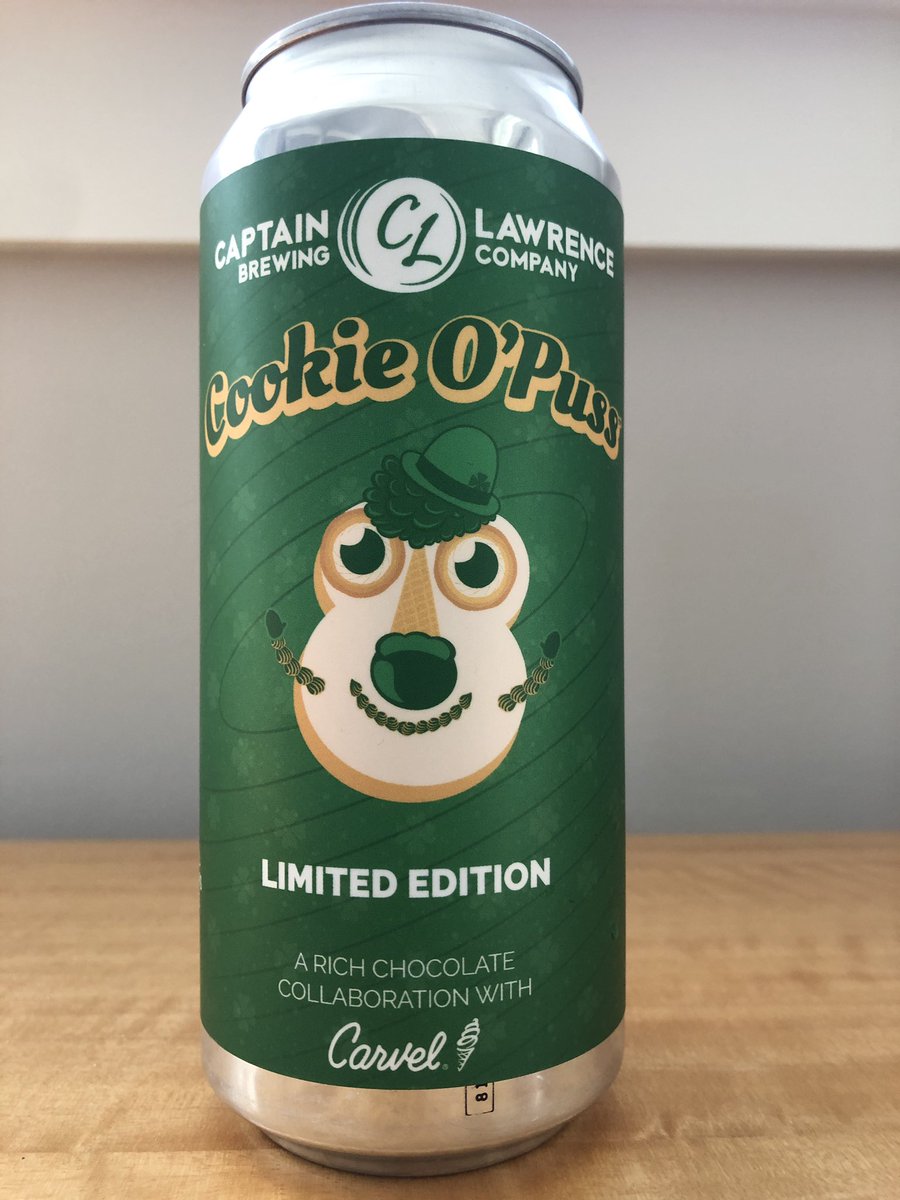 CAPTAIN LAWRENCE
BREWING COMPANY
CL
Cookie O'Puss
LIMITED EDITION
A RICH CHOCOLATE
COLLABORATION WITH
Carvel®